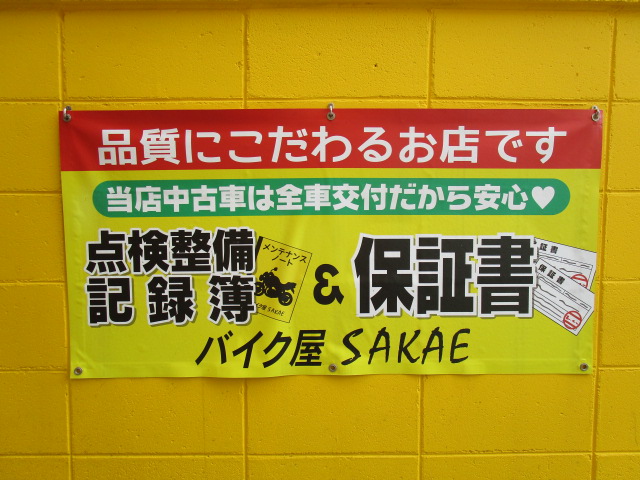 品質にこだわるお店です
当店中古車は全車交付だから安心♥
点検整備
記録簿
メンテナンス
ノート
SAKAE
&
保証書
保証書
バイク屋 SAKAE